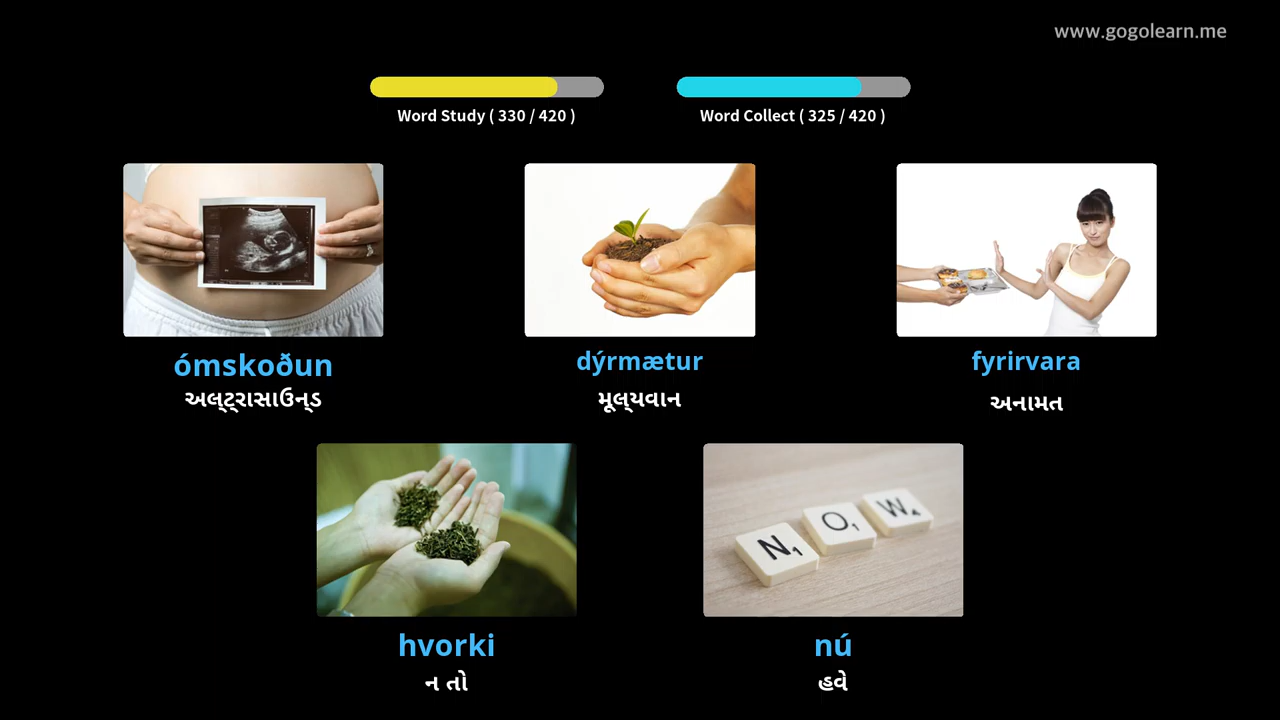 www.gogolearn.me
Word Study ( 330 / 420 )
Word Collect ( 325 / 420 )
ómskoðun
અલ્ટ્રાસાઉન્ડ
dýrmætur
મૂલ્યવાન
fyrirvara
અનામત
NOW
hvorki
ન તો
nú
હવે